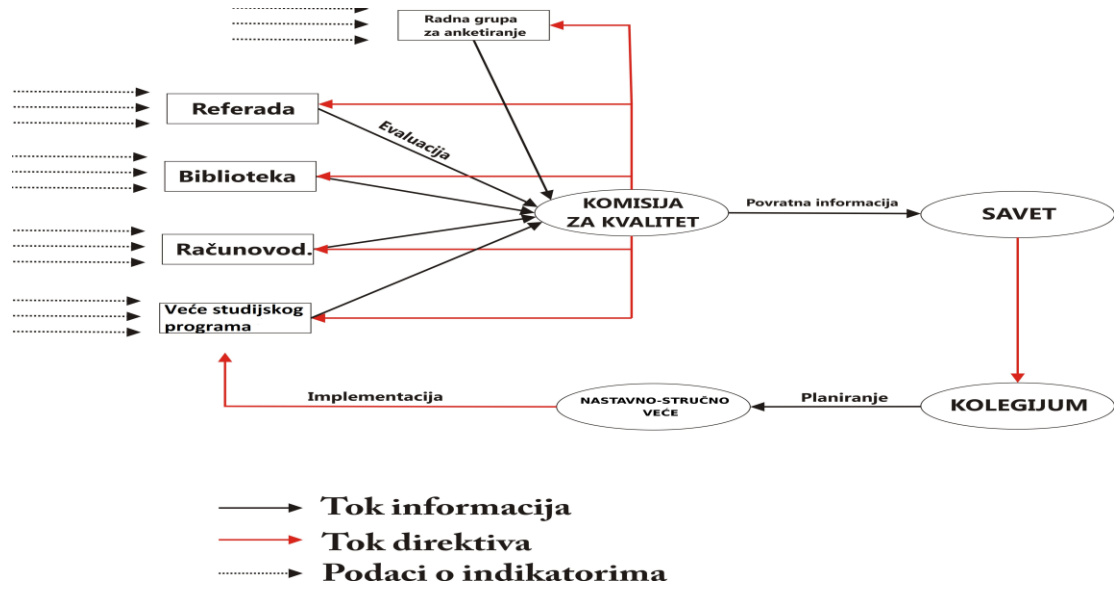 Radna grupa
za anketiranje
Referada
Evaluacija
Biblioteka
KOMISIJA
ZA KVALITET
Povratna informacija
SAVET
Računovod.
Veće studijskog
programa
Implementacija
NASTAVNO-STRUČNO
VEĆE
Planiranje
KOLEGIJUM
Tok informacija
Tok direktiva
Podaci o indikatorima